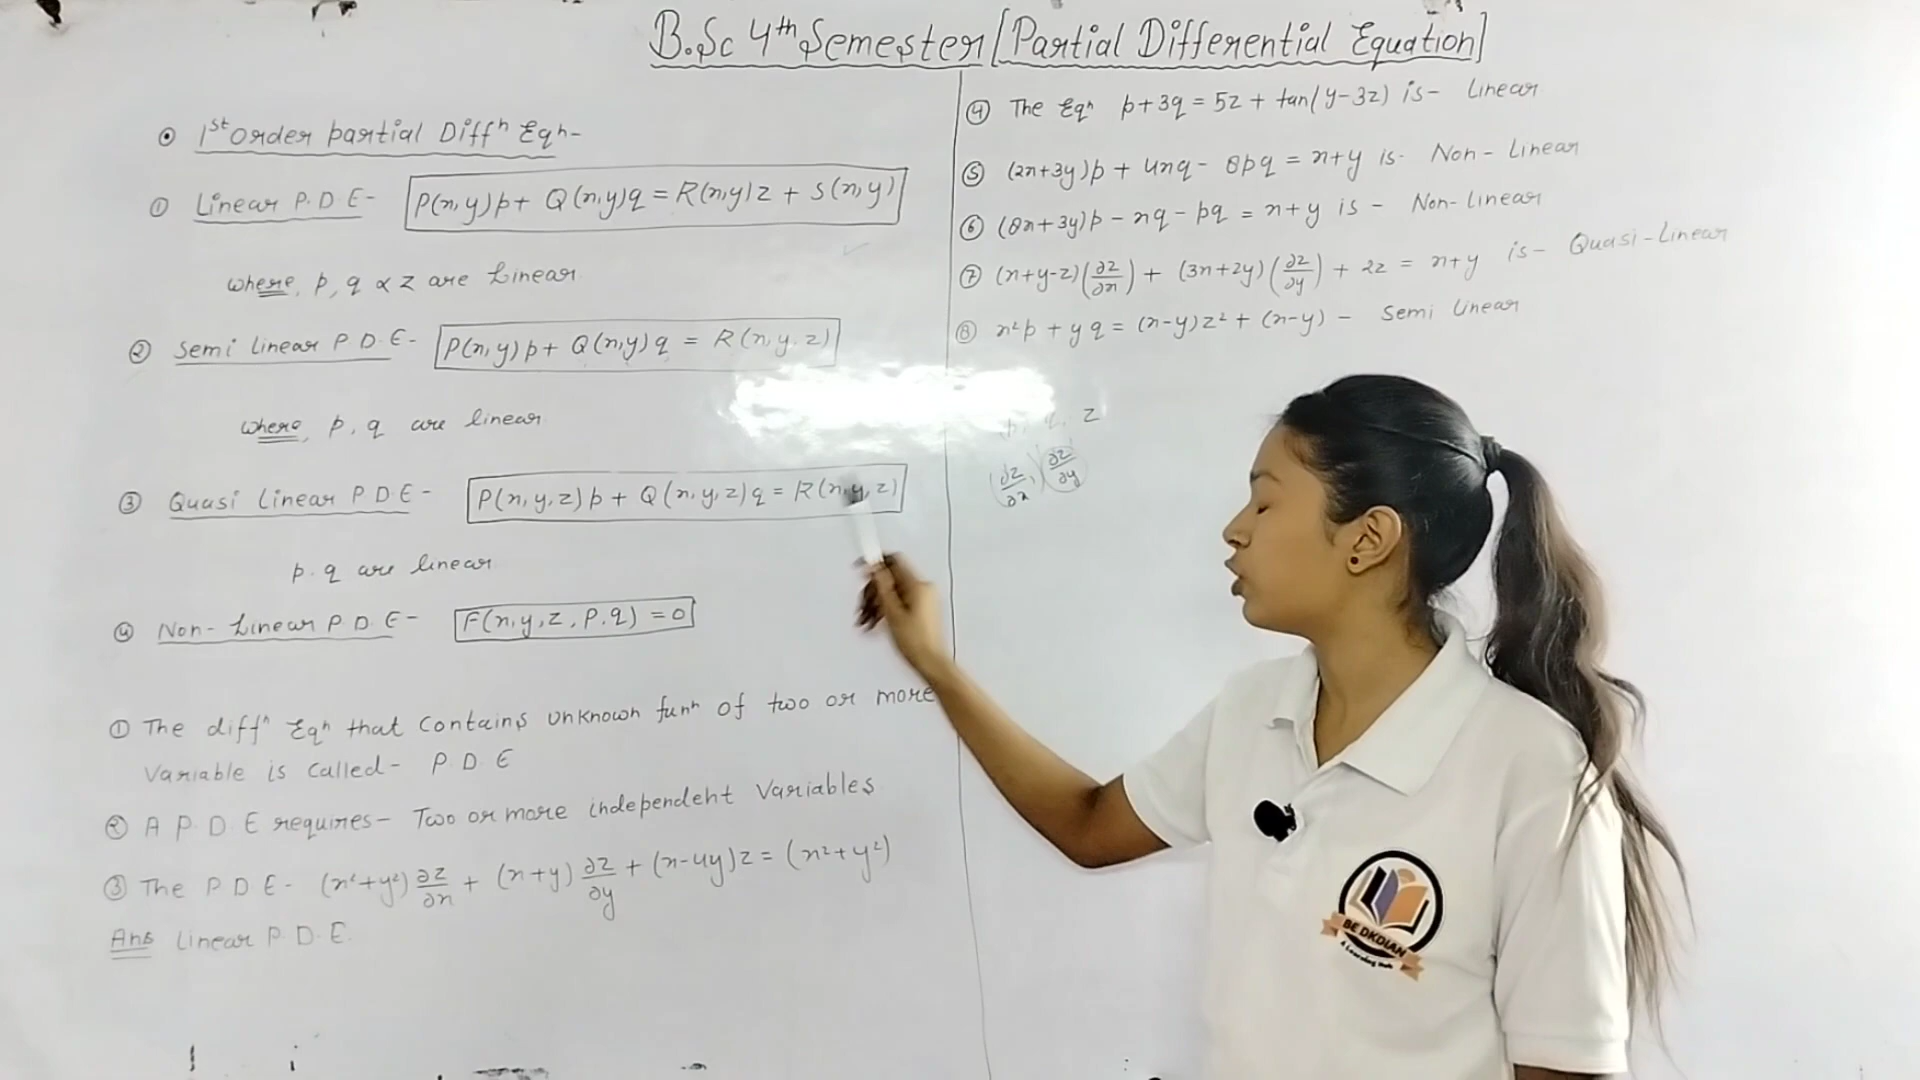 B.Sc 4th Semester [Partial Differential Equation]
1st order partial Diffn Eqn-
① Linear P.D.E- P(x,y)p + Q(x,y)q = R(x,y)z + S(x,y)
where, p, q & z are Linear
② Semi linear P.D.E- P(x,y)p + Q(x,y)q = R(x,y,z)
where, p, q are linear
③ Quasi Linear P.D.E- P(x,y,z)p + Q(x,y,z)q = R(x,y,z)
p.q are linear
④ Non-Linear P.D.E- F(x,y,z,p,q) = 0
① The diffn Eqn that Contains Unknown funn of two or more
Variable is Called- P.D.E
② A P.D.E requires- Two or more independent Variables
③ The P.D.E- (x²+y²) ∂z/∂x + (x+y) ∂z/∂y + (x-4y)z = (x²+y²)
Ans Linear P.D.E.
④ The Eqn p+3q = 5z + tan(y-3z) is- Linear
⑤ (2x+3y)p + 4xq - 8pq = x+y is- Non-Linear
⑥ (8x+3y)p - xq - pq = x+y is- Non-Linear
⑦ (x+y-z)(∂z/∂x) + (3x+2y)(∂z/∂y) + 2z = x+y is- Quasi-Linear
⑧ x²p + yq = (x-y)z² + (x-y) - Semi Linear
z
(∂z/∂x, ∂z/∂y)
BE DKDIAN
A Learning Hub